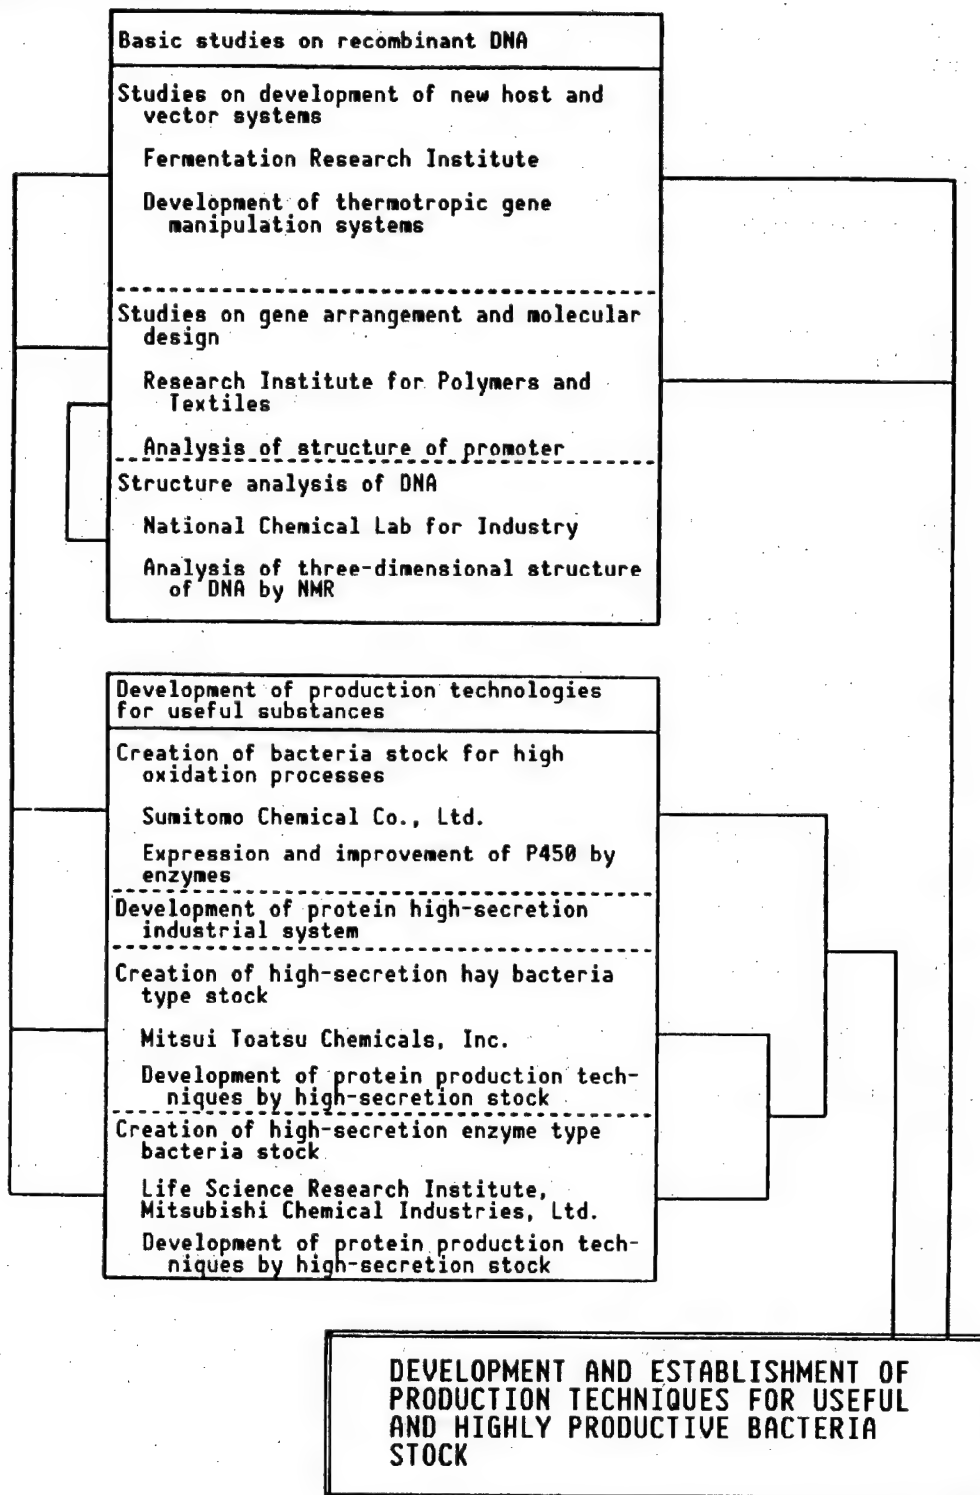 Basic studies on recombinant DNA
Studies on development of new host and
vector systems
Fermentation Research Institute
Development of thermotropic gene
manipulation systems
Studies on gene arrangement and molecular
design
Research Institute for Polymers and
Textiles
Analysis of structure of promoter
Structure analysis of DNA
National Chemical Lab for Industry
Analysis of three-dimensional structure
of DNA by NMR
Development of production technologies
for useful substances
Creation of bacteria stock for high
oxidation processes
Sumitomo Chemical Co., Ltd.
Expression and improvement of P450 by
enzymes
Development of protein high-secretion
industrial system
Creation of high-secretion hay bacteria
type stock
Mitsui Toatsu Chemicals, Inc.
Development of protein production tech-
niques by high-secretion stock
Creation of high-secretion enzyme type
bacteria stock
Life Science Research Institute,
Mitsubishi Chemical Industries, Ltd.
Development of protein production tech-
niques by high-secretion stock
DEVELOPMENT AND ESTABLISHMENT OF
PRODUCTION TECHNIQUES FOR USEFUL
AND HIGHLY PRODUCTIVE BACTERIA
STOCK